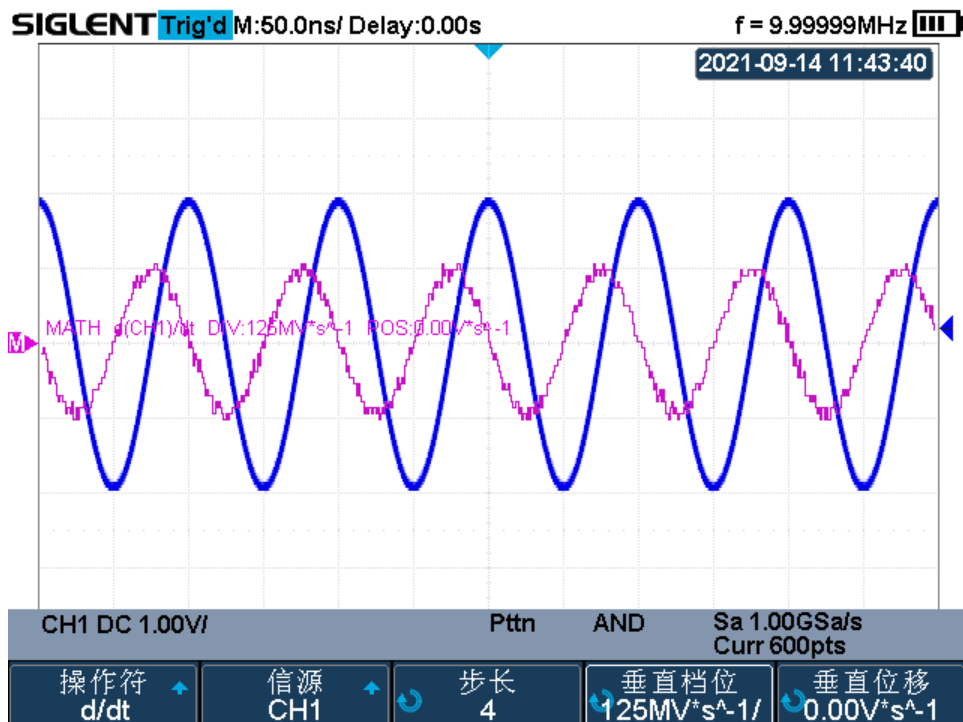 SIGLENT Trig'd M:50.0ns/ Delay:0.00s f = 9.99999MHz
2021-09-14 11:43:40
MATH d(CH1)/dt DIV:125MV*s^-1 POS:0.00V*s^-1
M
CH1 DC 1.00V/ Pttn AND Sa 1.00GSa/s
Curr 600pts
操作符 信源 步长 垂直档位 垂直位移
d/dt CH1 4 125MV*s^-1/ 0.00V*s^-1